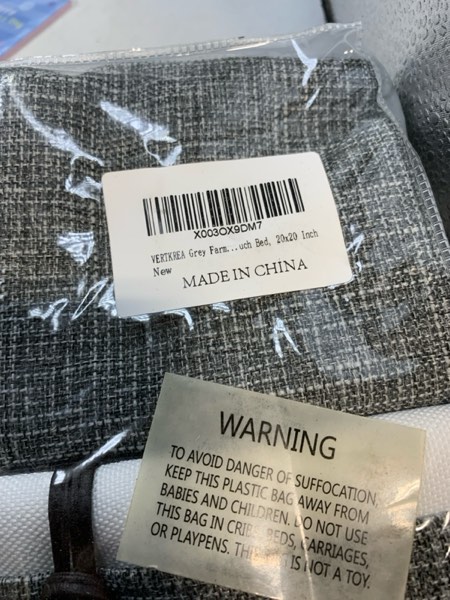 X003OX9DM7
VERTKREA Grey Farm...uch Bed, 20x20 Inch
New
MADE IN CHINA
WARNING
TO AVOID DANGER OF SUFFOCATION,
KEEP THIS PLASTIC BAG AWAY FROM
BABIES AND CHILDREN. DO NOT USE
THIS BAG IN CRIBS, BEDS, CARRIAGES,
OR PLAYPENS. THIS BAG IS NOT A TOY.